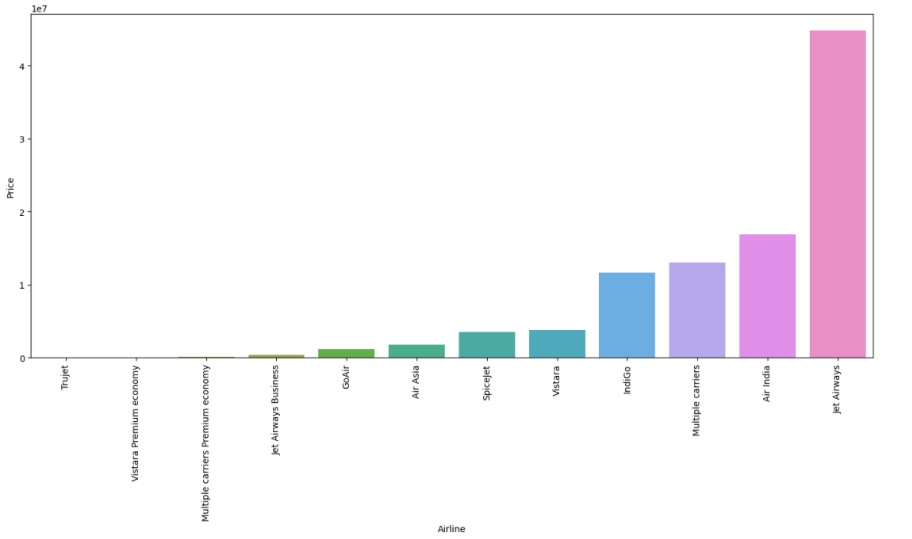 1e7
4
3
2
1
0
Price
Trujet
Vistara Premium economy
Multiple carriers Premium economy
Jet Airways Business
GoAir
Air Asia
SpiceJet
Vistara
IndiGo
Multiple carriers
Air India
Jet Airways
Airline